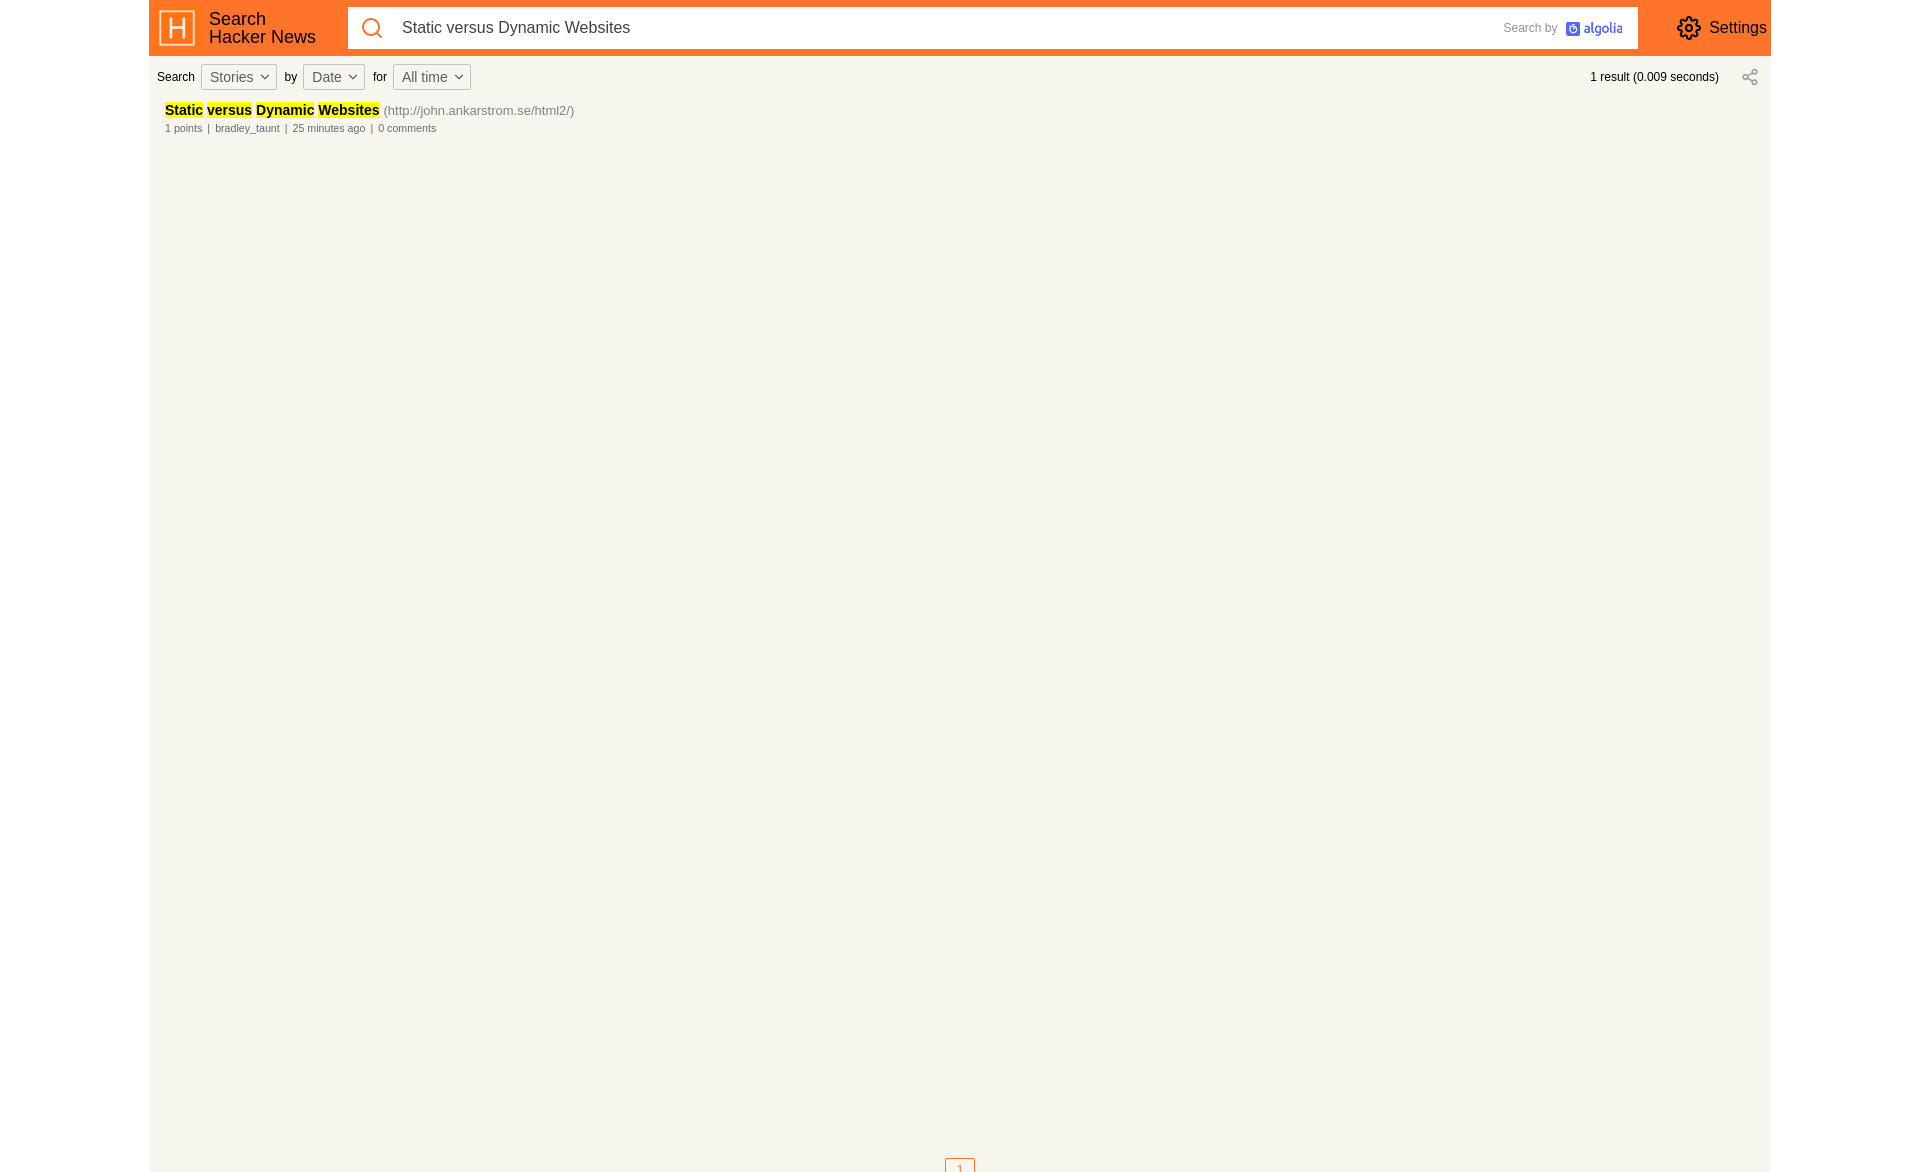 H
Search
Hacker News
Static versus Dynamic Websites
Search by algolia
Settings
Search Stories by Date for All time
1 result (0.009 seconds)
Static versus Dynamic Websites (http://john.ankarstrom.se/html2/)
1 points | bradley_taunt | 25 minutes ago | 0 comments
1